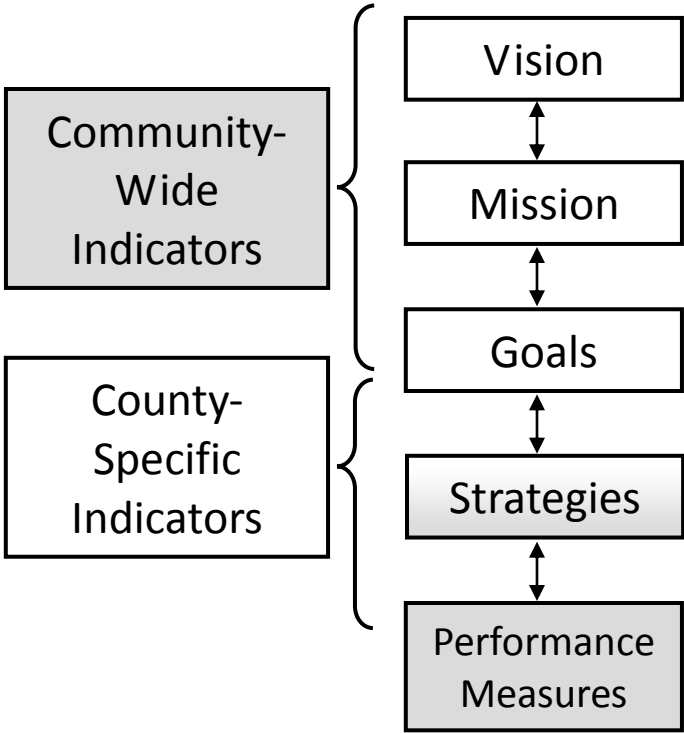 Community-
Wide
Indicators
County-
Specific
Indicators
Vision
Mission
Goals
Strategies
Performance
Measures